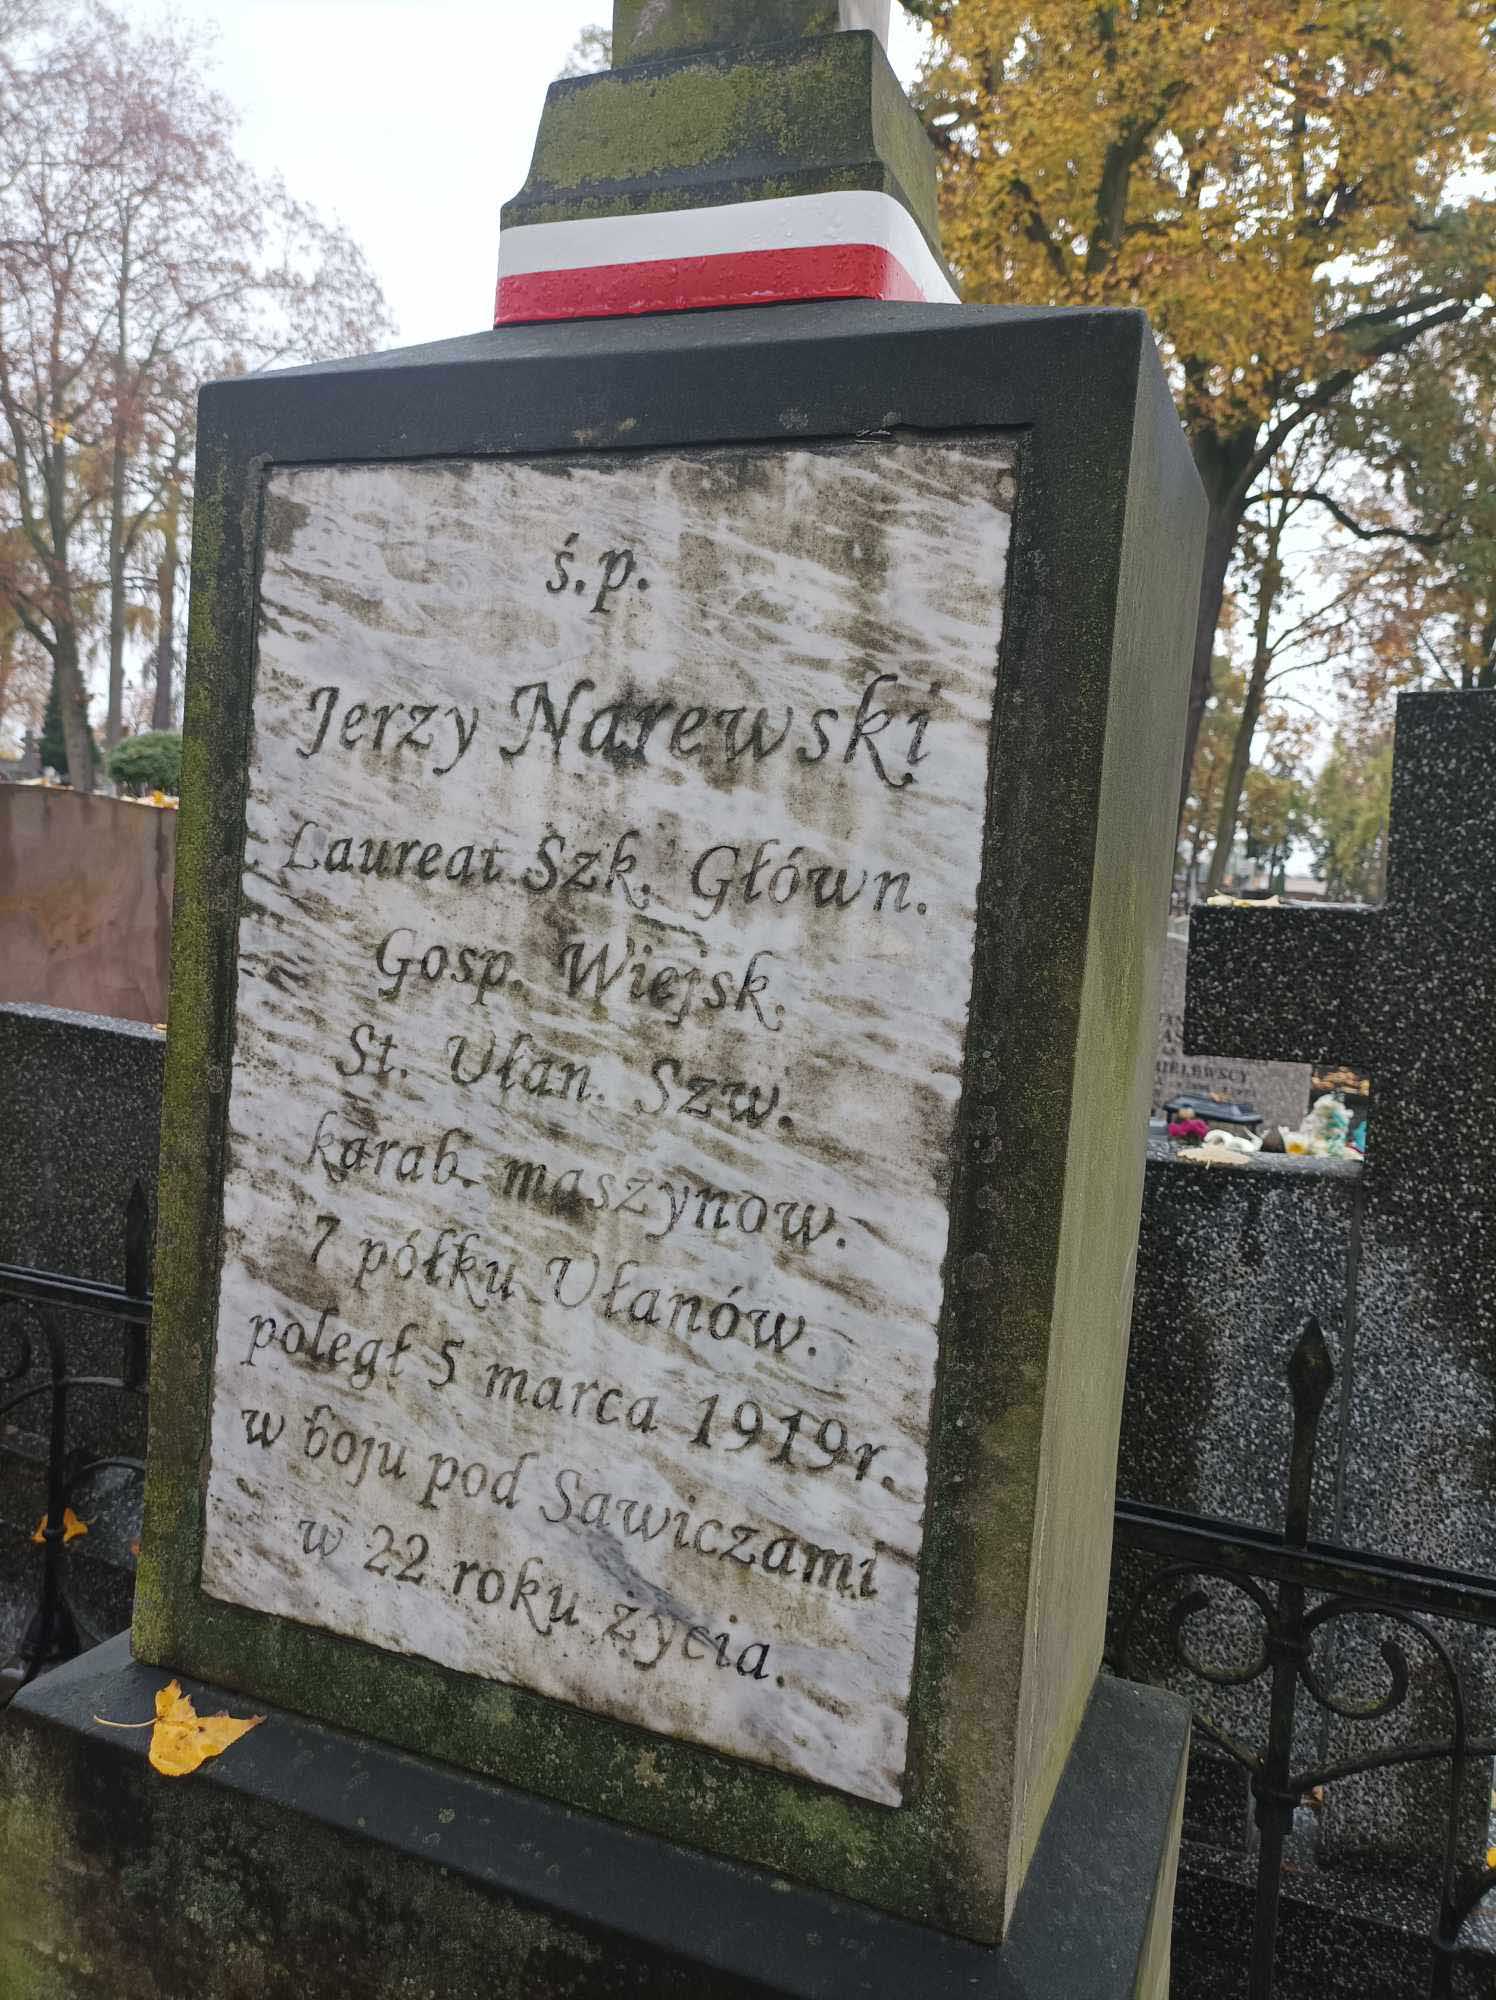 ś.p.
Jerzy Narewski
Laureat Szk. Główn.
Gosp. Wiejsk.
St. Ułan. Szw.
karab. maszynow.
7 półku Ułanów.
poległ 5 marca 1919r.
w boju pod Sawiczami
w 22 roku życia.